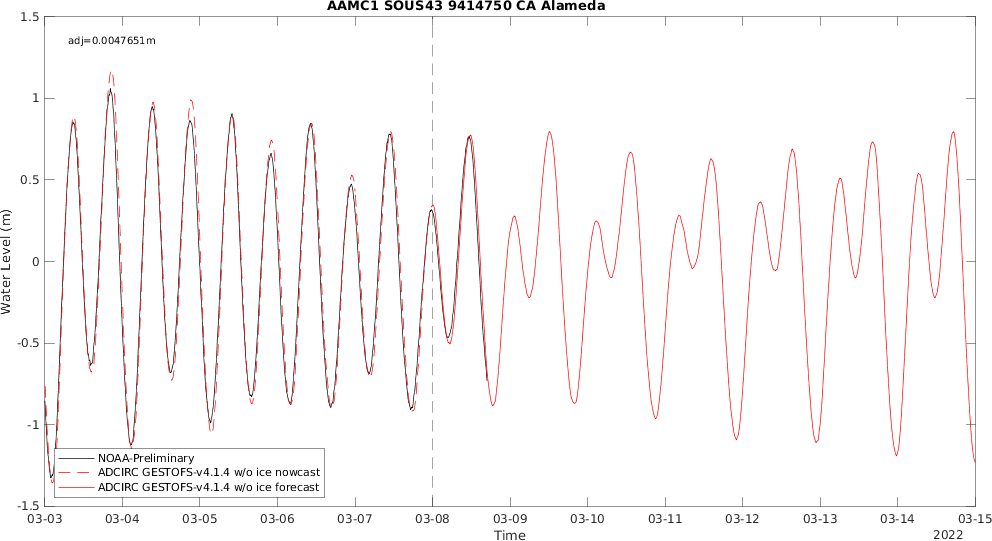 AAMC1 SOUS43 9414750 CA Alameda
adj=0.0047651m
1.5
1
0.5
0
-0.5
-1
-1.5
Water Level (m)
NOAA-Preliminary
ADCIRC GESTOFS-v4.1.4 w/o ice nowcast
ADCIRC GESTOFS-v4.1.4 w/o ice forecast
03-03 03-04 03-05 03-06 03-07 03-08 03-09 03-10 03-11 03-12 03-13 03-14 03-15
Time
2022